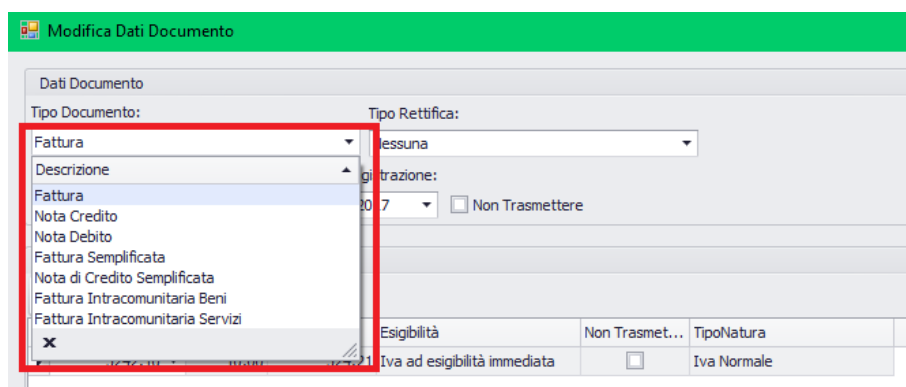 Modifica Dati Documento
Dati Documento
Tipo Documento: Tipo Rettifica:
Fattura
Descrizione
Fattura
Nota Credito
Nota Debito
Fattura Semplificata
Nota di Credito Semplificata
Fattura Intracomunitaria Beni
Fattura Intracomunitaria Servizi
x
Non Trasmettere
Esigibilità Non Trasmet... TipoNatura
Iva ad esigibilità immediata Iva Normale